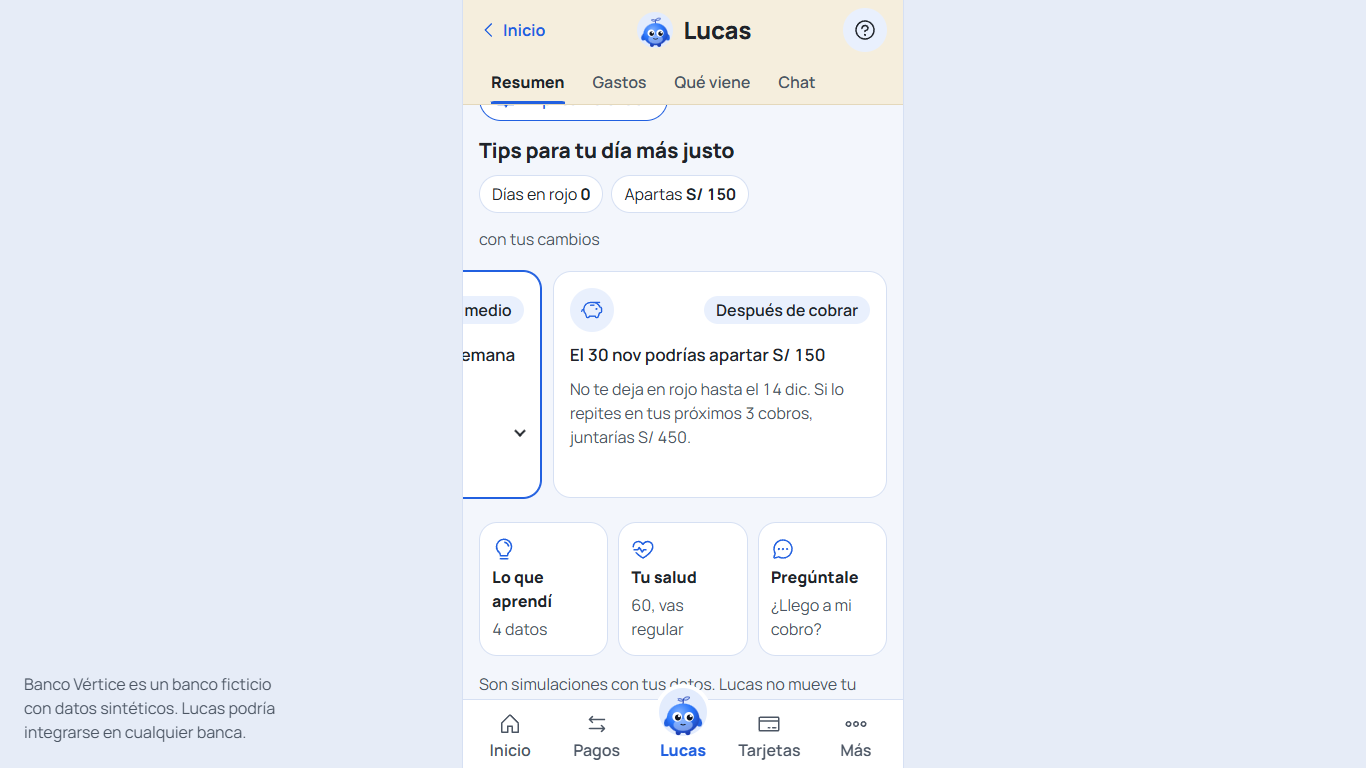 Inicio
Lucas
Resumen
Gastos
Qué viene
Chat
Tips para tu día más justo
Días en rojo 0
Apartas S/ 150
con tus cambios
medio
emana
Después de cobrar
El 30 nov podrías apartar S/ 150
No te deja en rojo hasta el 14 dic. Si lo
repites en tus próximos 3 cobros,
juntarías S/ 450.
Lo que
aprendí
4 datos
Tu salud
60, vas
regular
Pregúntale
¿Llego a mi
cobro?
Son simulaciones con tus datos. Lucas no mueve tu
Banco Vértice es un banco ficticio
con datos sintéticos. Lucas podría
integrarse en cualquier banca.
Inicio
Pagos
Lucas
Tarjetas
Más